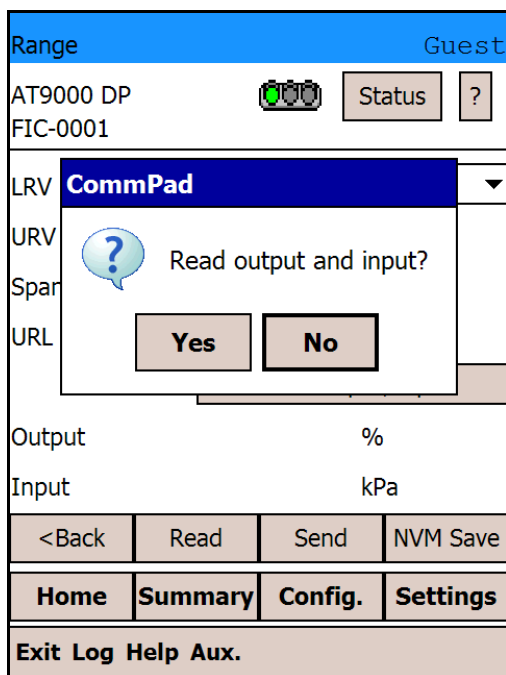 Range Guest
AT9000 DP Status ?
FIC-0001
LRV
CommPad
URV
Read output and input?
URL
Yes No
Output %
Input kPa
<Back Read Send NVM Save
Home Summary Config. Settings
Exit Log Help Aux.